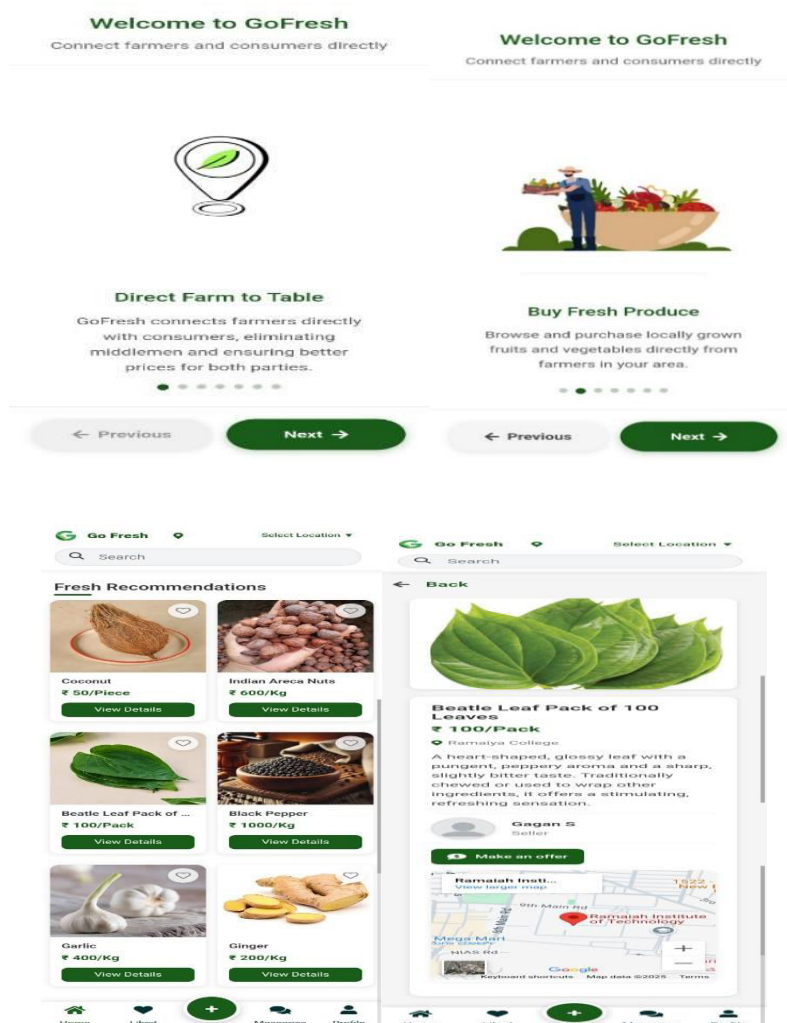 Welcome to GoFresh
Connect farmers and consumers directly
Direct Farm to Table
GoFresh connects farmers directly
with consumers, eliminating
middlemen and ensuring better
prices for both parties.
← Previous
Next →
Welcome to GoFresh
Connect farmers and consumers directly
Buy Fresh Produce
Browse and purchase locally grown
fruits and vegetables directly from
farmers in your area.
← Previous
Next →
Go Fresh
Select Location ▼
Search
Fresh Recommendations
Coconut
₹ 50/Piece
View Details
Indian Areca Nuts
₹ 600/Kg
View Details
Beatle Leaf Pack of ...
₹ 100/Pack
View Details
Black Pepper
₹ 1000/Kg
View Details
Garlic
₹ 400/Kg
View Details
Ginger
₹ 200/Kg
View Details
Go Fresh
Select Location ▼
Search
← Back
Beatle Leaf Pack of 100
Leaves
₹ 100/Pack
Ramaiya College
A heart-shaped, glossy leaf with a
pungent, peppery aroma and a sharp,
slightly bitter taste. Traditionally
chewed or used to wrap other
ingredients, it offers a stimulating,
refreshing sensation.
Gagan S
Seller
Make an offer
Ramaiah Insti...
View larger map
1522
New
9th Main Rd
Main Rd
Ramaiah Institute
of Technology
Mega Mart
NIAS Rd
Google
Keyboard shortcuts
Map data ©2025
Terms